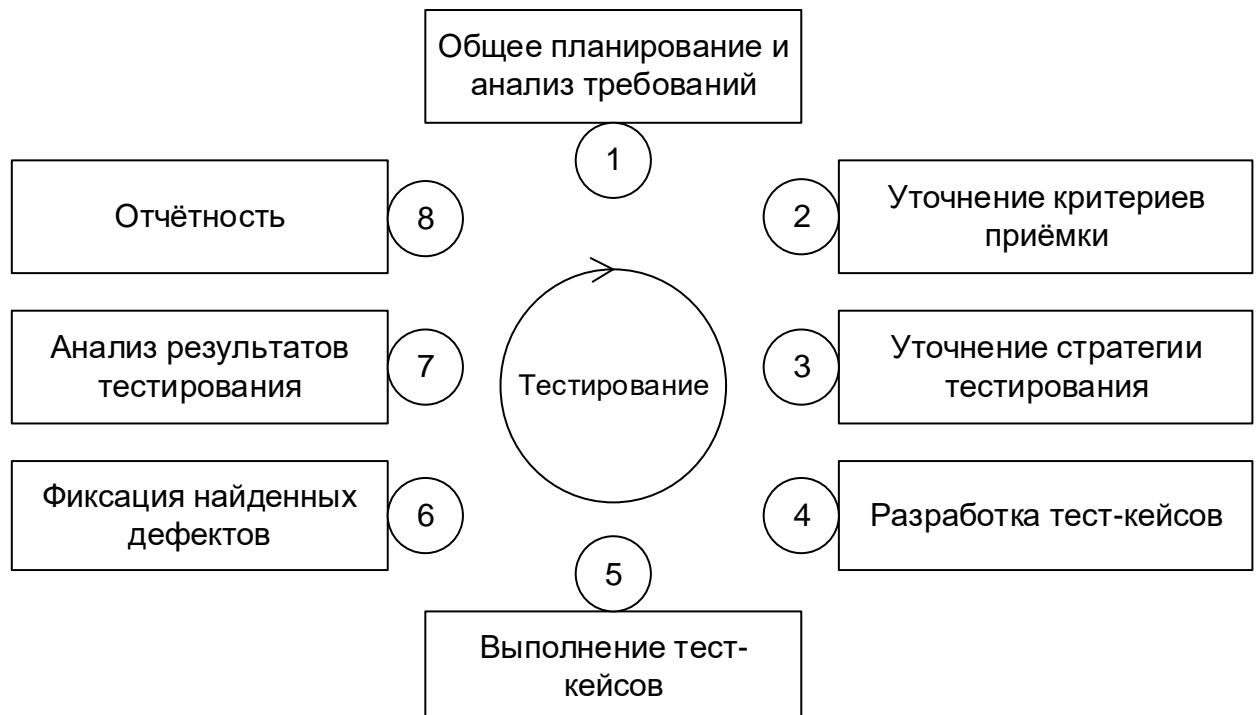 Общее планирование и
анализ требований
1
2
Уточнение критериев
приёмки
3
Уточнение стратегии
тестирования
4
Разработка тест-кейсов
5
Выполнение тест-
кейсов
6
Фиксация найденных
дефектов
7
Анализ результатов
тестирования
8
Отчётность
Тестирование